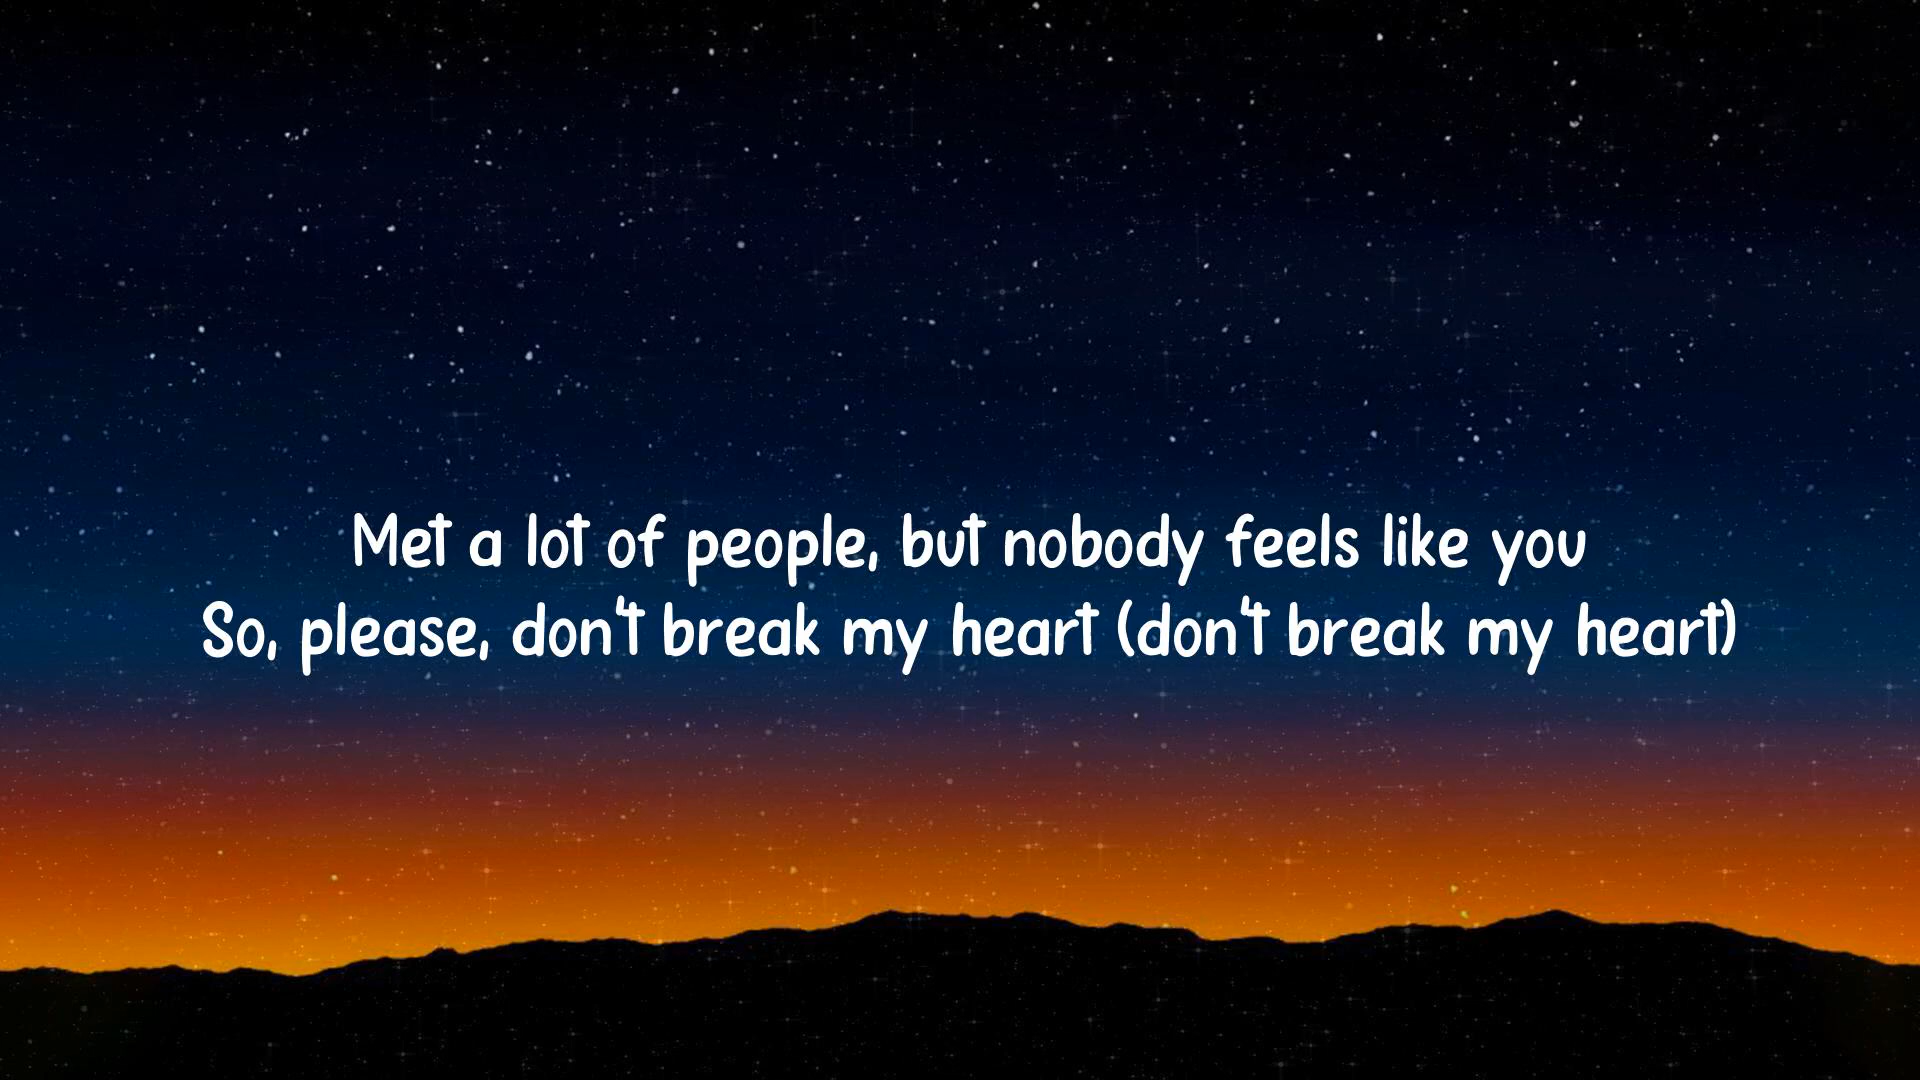 Met a lot of people, but nobody feels like you
So, please, don't break my heart (don't break my heart)